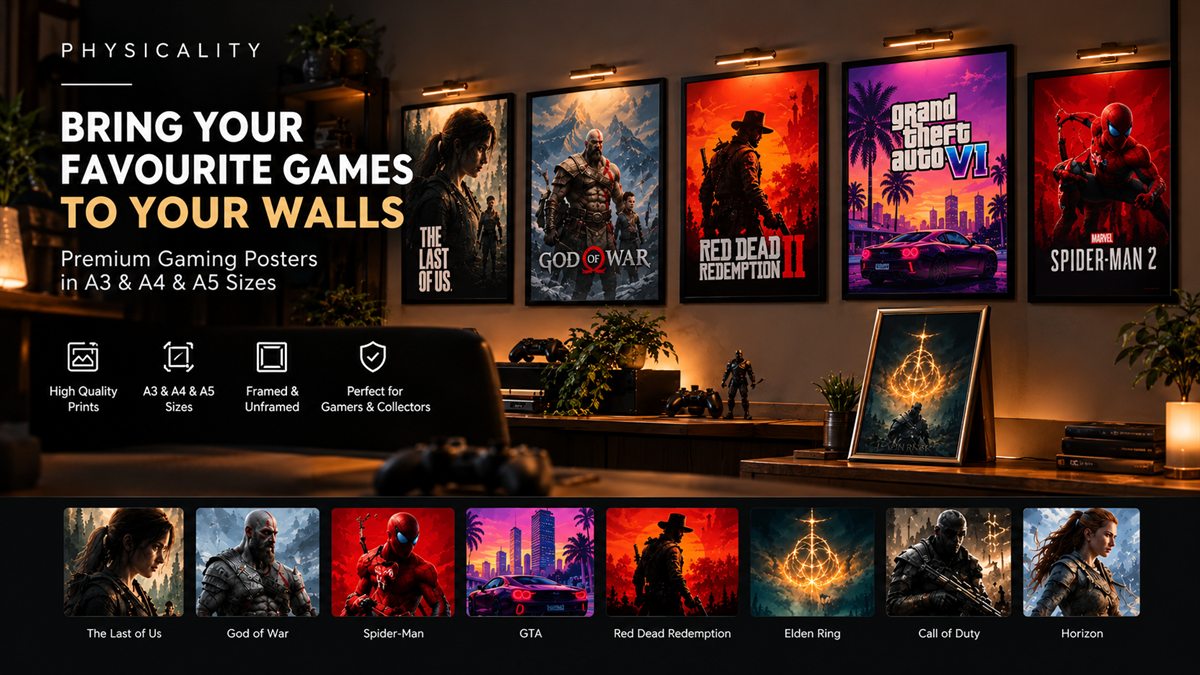 PHYSICALITY
BRING YOUR
FAVOURITE GAMES
TO YOUR WALLS
Premium Gaming Posters
in A3 & A4 & A5 Sizes
High Quality
Prints
A3 & A4 & A5
Sizes
Framed &
Unframed
Perfect for
Gamers & Collectors
THE
LAST
OF US
GOD OF WAR
RED DEAD
REDEMPTION II
grand
theft
auto VI
MARVEL
SPIDER-MAN 2
ELDEN RING
The Last of Us
God of War
Spider-Man
GTA
Red Dead Redemption
Elden Ring
Call of Duty
Horizon